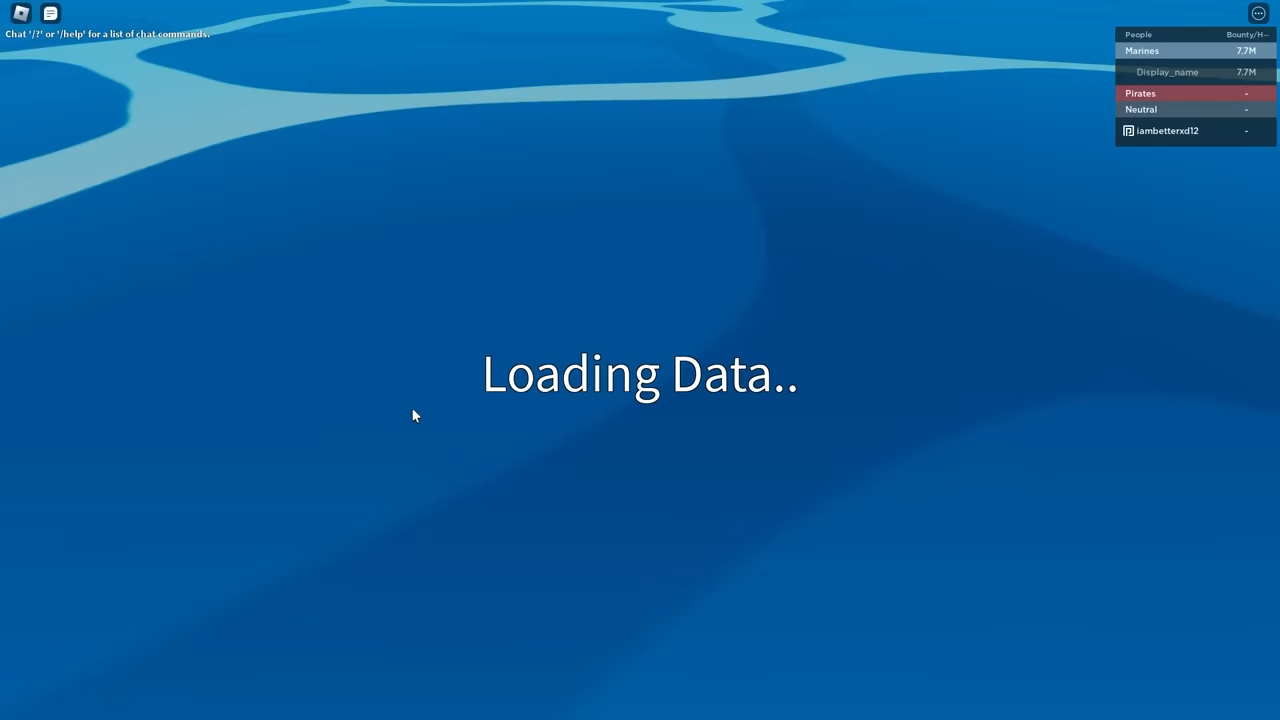 Chat '/?' or '/help' for a list of chat commands.
People Bounty/H...
Marines 7.7M
Display_name 7.7M
Pirates -
Neutral -
iambetterxd12 -
Loading Data..